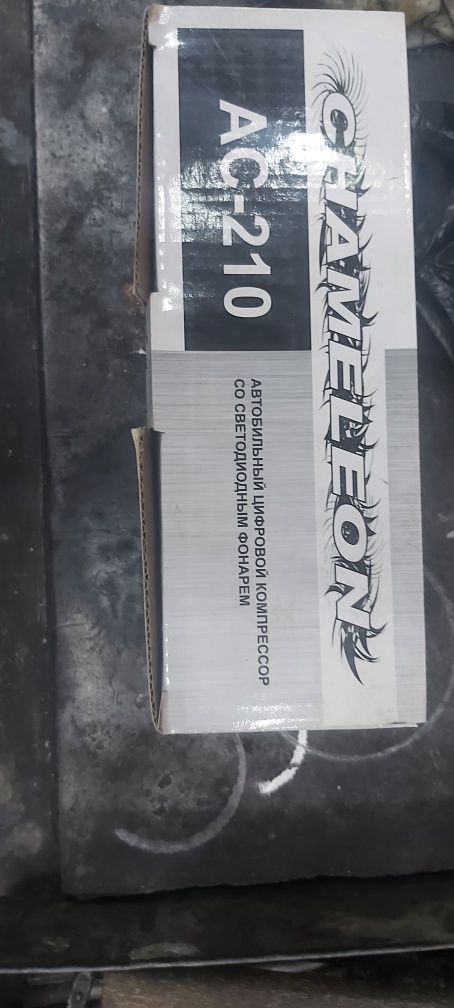 CHAMELEON
AC-210
АВТОБИЛЬНЫЙ ЦИФРОВОЙ КОМПРЕССОР
СО СВЕТОДИОДНЫМ ФОНАРЕМ